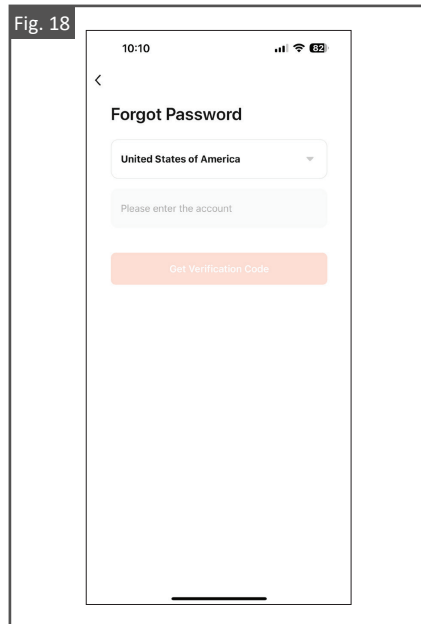 Fig. 18
10:10 82
Forgot Password
United States of America
Please enter the account
Get Verification Code